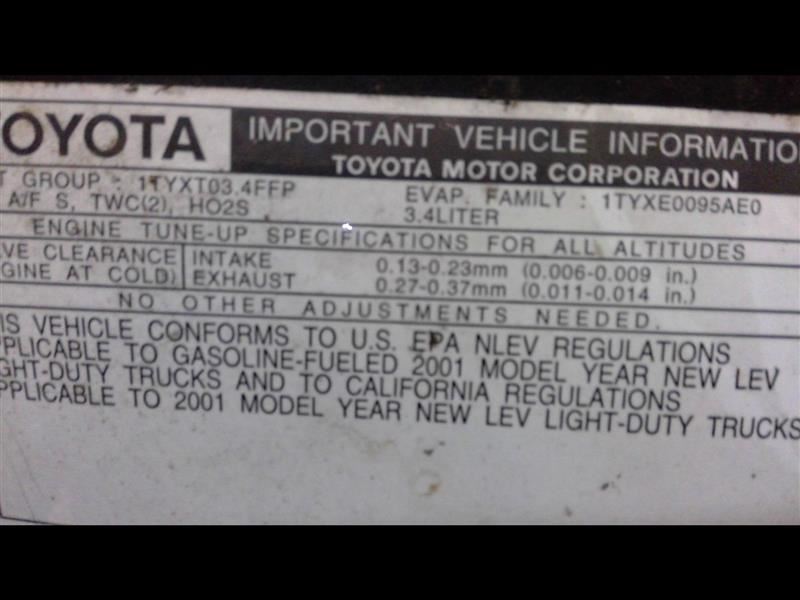 OYOTA
IMPORTANT VEHICLE INFORMATIO
TOYOTA MOTOR CORPORATION
T GROUP : 1TYXT03.4FFP
EVAP. FAMILY : 1TYXE0095AE0
A/F S, TWC(2), HO2S
3.4LITER
ENGINE TUNE-UP SPECIFICATIONS FOR ALL ALTITUDES
VE CLEARANCE
INTAKE 0.13-0.23mm (0.006-0.009 in.)
GINE AT COLD)
EXHAUST 0.27-0.37mm (0.011-0.014 in.)
NO OTHER ADJUSTMENTS NEEDED.
IS VEHICLE CONFORMS TO U.S. EPA NLEV REGULATIONS
PPLICABLE TO GASOLINE-FUELED 2001 MODEL YEAR NEW LEV
GHT-DUTY TRUCKS AND TO CALIFORNIA REGULATIONS
APPLICABLE TO 2001 MODEL YEAR NEW LEV LIGHT-DUTY TRUCKS